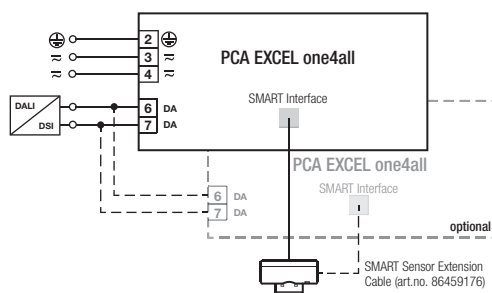 2
≂ 3
≂ 4
PCA EXCEL one4all
SMART Interface
DALI
DSI
6 DA
7 DA
PCA EXCEL one4all
SMART Interface
6 DA
7 DA
optional
SMART Sensor Extension
Cable (art.no. 86459176)